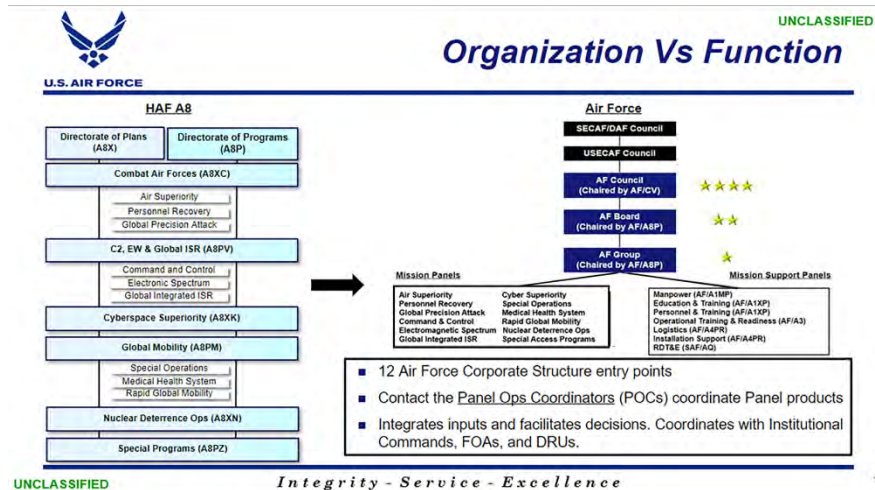 UNCLASSIFIED
Organization Vs Function
U.S. AIR FORCE
HAF A8
Directorate of Plans
(A8X)
Directorate of Programs
(A8P)
Combat Air Forces (A8XC)
Air Superiority
Personnel Recovery
Global Precision Attack
C2, EW & Global ISR (A8PV)
Command and Control
Electronic Spectrum
Global Integrated ISR
Cyberspace Superiority (A8XK)
Global Mobility (A8PM)
Special Operations
Medical Health System
Rapid Global Mobility
Nuclear Deterrence Ops (A8XN)
Special Programs (A8PZ)
Air Force
SECAF/DAF Council
USECAF Council
AF Council
(Chaired by AF/CV)
AF Board
(Chaired by AF/A8P)
AF Group
(Chaired by AF/A8P)
Mission Panels
Air Superiority
Personnel Recovery
Global Precision Attack
Command & Control
Electromagnetic Spectrum
Global Integrated ISR
Cyber Superiority
Special Operations
Medical Health System
Rapid Global Mobility
Nuclear Deterrence Ops
Special Access Programs
Mission Support Panels
Manpower (AF/A1MP)
Education & Training (AF/A1XP)
Personnel & Training (AF/A1XP)
Operational Training & Readiness (AF/A3)
Logistics (AF/A4PR)
Installation Support (AF/A4PR)
RDT&E (SAF/AQ)
12 Air Force Corporate Structure entry points
Contact the Panel Ops Coordinators (POCs) coordinate Panel products
Integrates inputs and facilitates decisions. Coordinates with Institutional
Commands, FOAs, and DRUs.
UNCLASSIFIED
Integrity - Service - Excellence